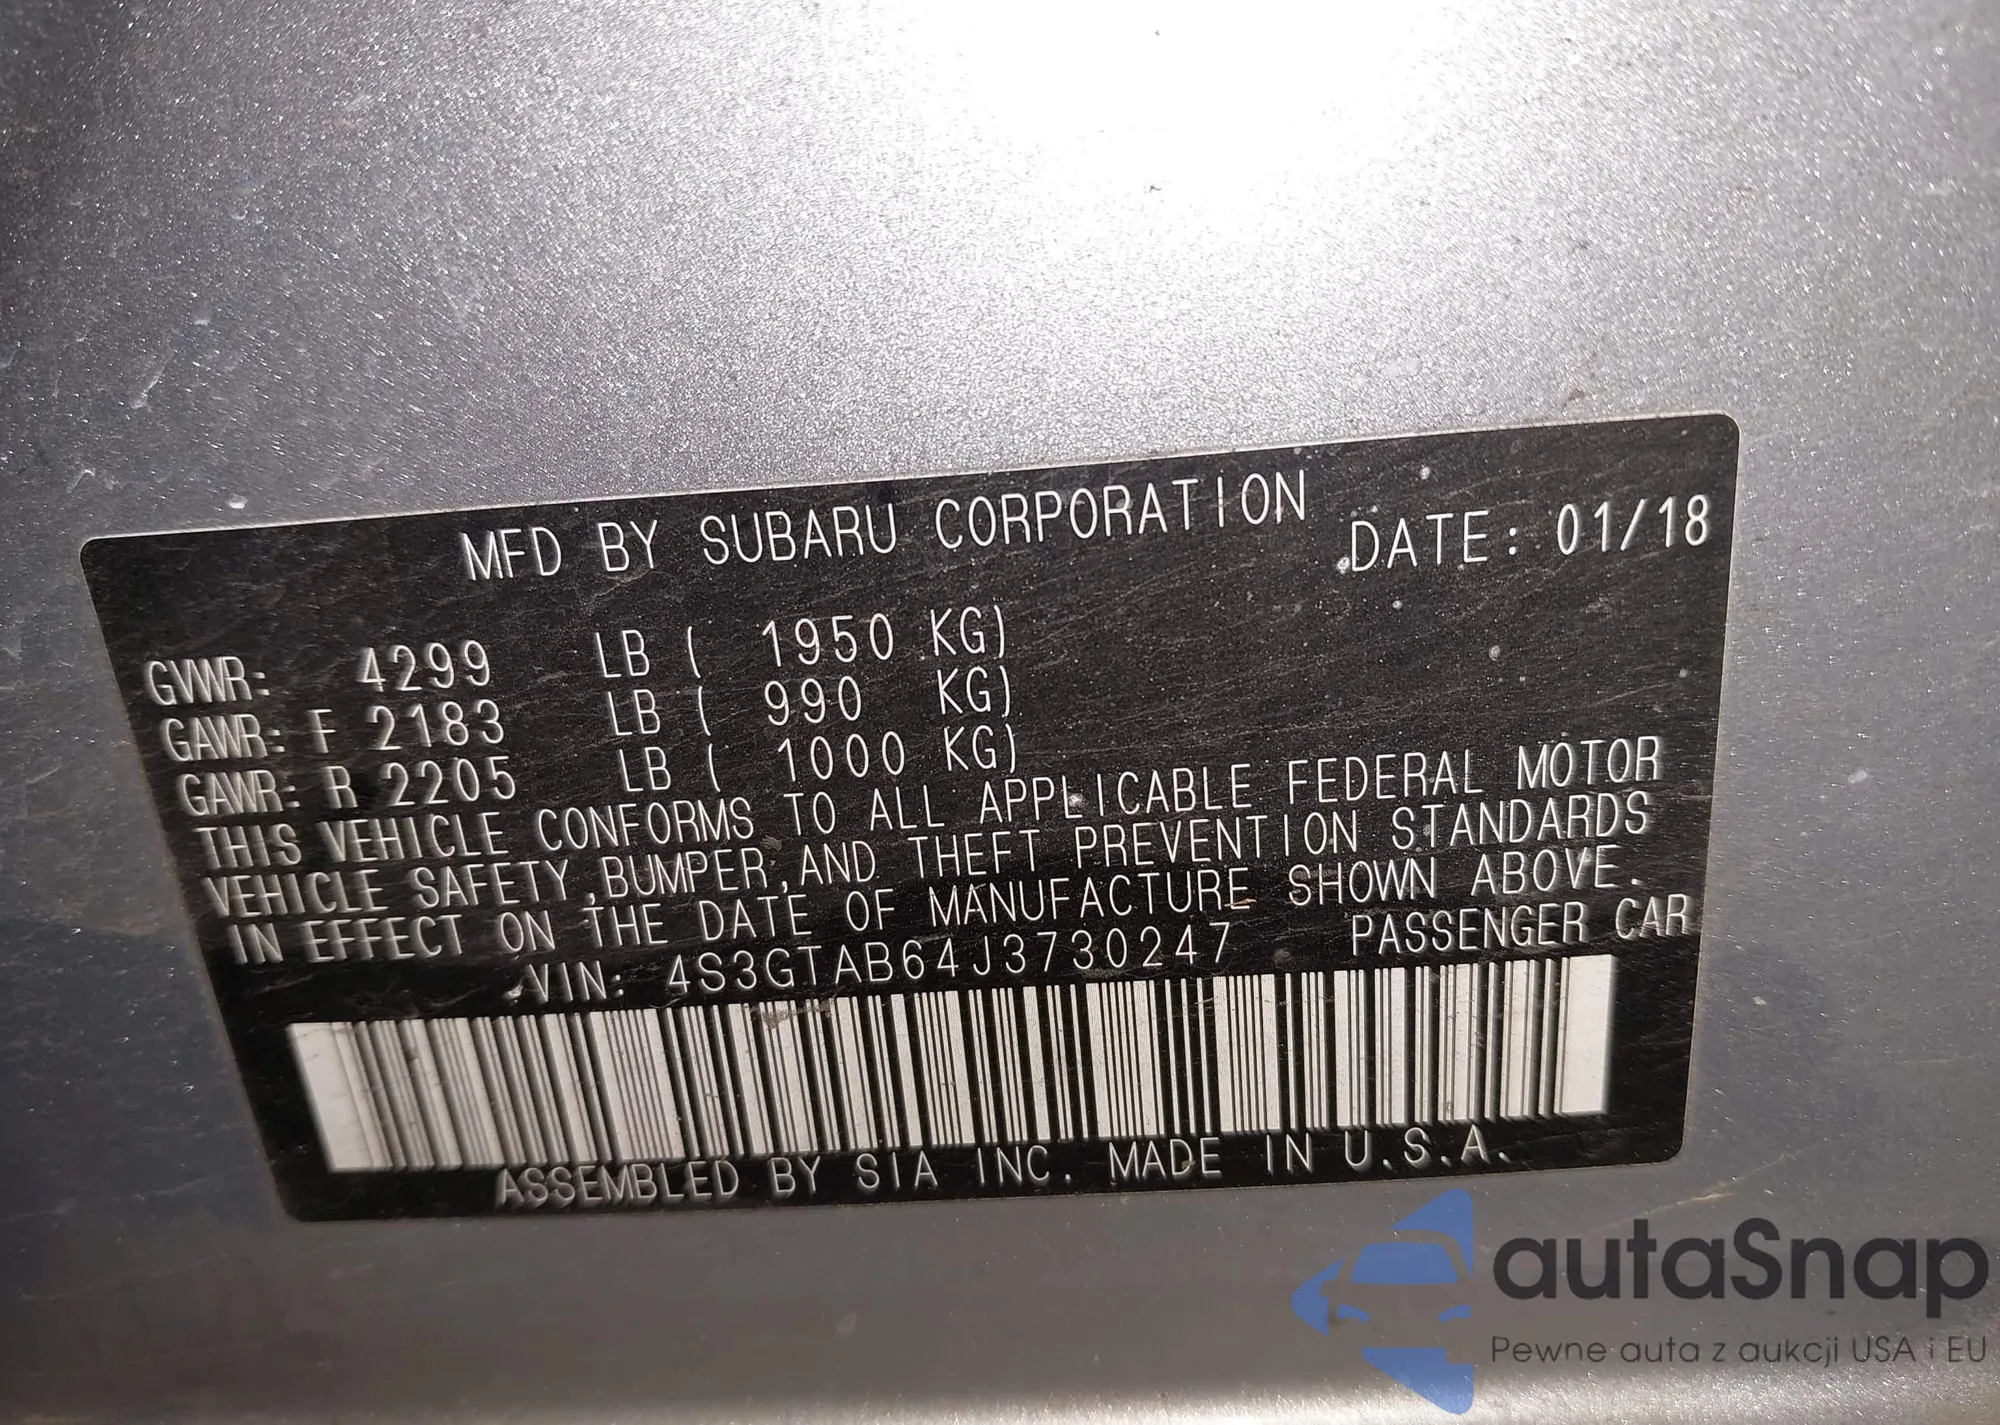 MFD BY SUBARU CORPORATION DATE: 01/18
GVWR: 4299 LB ( 1950 KG)
GAWR: F 2183 LB ( 990 KG)
GAWR: R 2205 LB ( 1000 KG)
THIS VEHICLE CONFORMS TO ALL APPLICABLE FEDERAL MOTOR
VEHICLE SAFETY,BUMPER,AND THEFT PREVENTION STANDARDS
IN EFFECT ON THE DATE OF MANUFACTURE SHOWN ABOVE.
VIN: 4S3GTAB64J3730247 PASSENGER CAR
ASSEMBLED BY SIA INC. MADE IN U.S.A.
autaSnap
Pewne auta z aukcji USA i EU